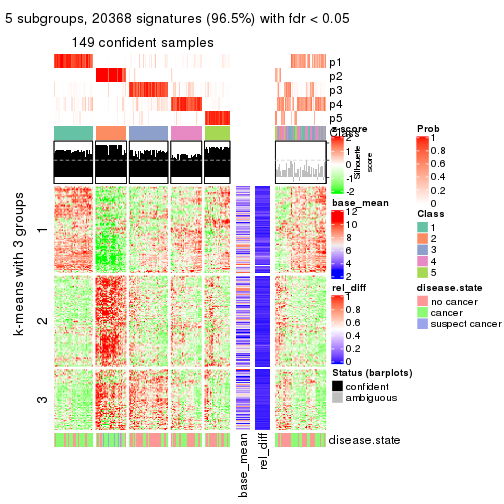 5 subgroups, 20368 signatures (96.5%) with fdr < 0.05
149 confident samples
p1
p2
p3
p4
p5
Class
Silhouette
score
k-means with 3 groups
1
2
3
z-score
2
1
0
-1
-2
base_mean
12
10
8
6
4
2
rel_diff
1
0.8
0.6
0.4
0.2
0
Status (barplots)
confident
ambiguous
Prob
1
0.8
0.6
0.4
0.2
0
Class
1
2
3
4
5
disease.state
no cancer
cancer
suspect cancer
disease.state
base_mean
rel_diff